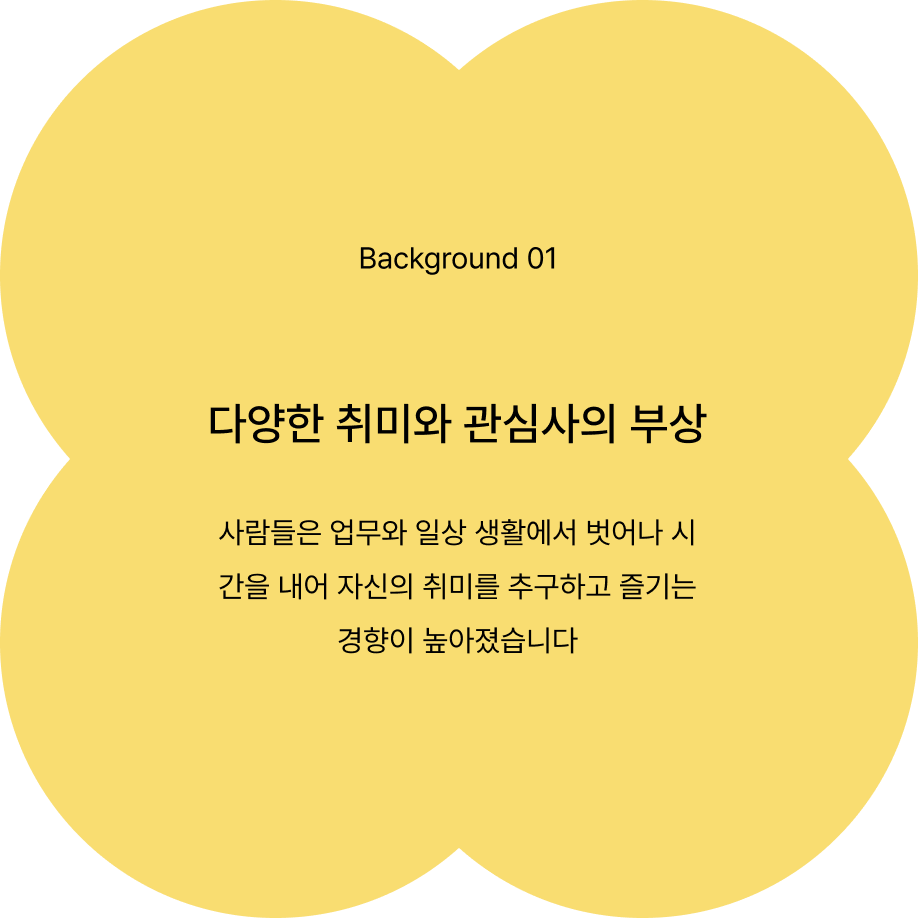 Background 01
다양한 취미와 관심사의 부상
사람들은 업무와 일상 생활에서 벗어나 시
간을 내어 자신의 취미를 추구하고 즐기는
경향이 높아졌습니다